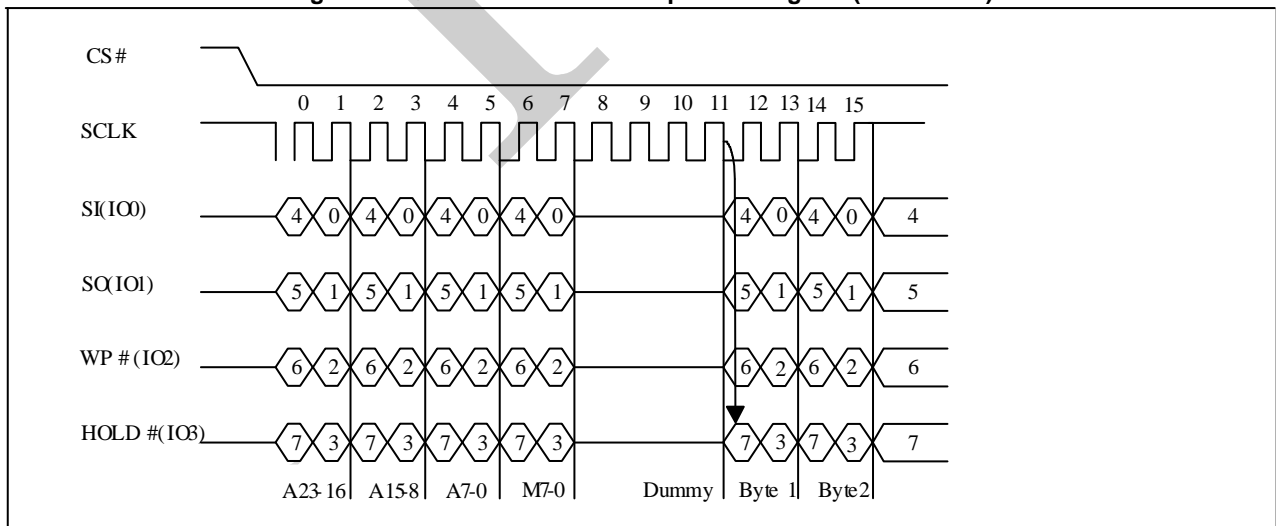 CS#
0 1 2 3 4 5 6 7 8 9 10 11 12 13 14 15
SCLK
SI(IO0) 4 0 4 0 4 0 4 0 4 0 4 0 4
SO(IO1) 5 1 5 1 5 1 5 1 5 1 5 1 5
WP #(IO2) 6 2 6 2 6 2 6 2 6 2 6 2 6
HOLD #(IO3) 7 3 7 3 7 3 7 3 7 3 7 3 7
A23-16 A15-8 A7-0 M7-0 Dummy Byte 1 Byte2